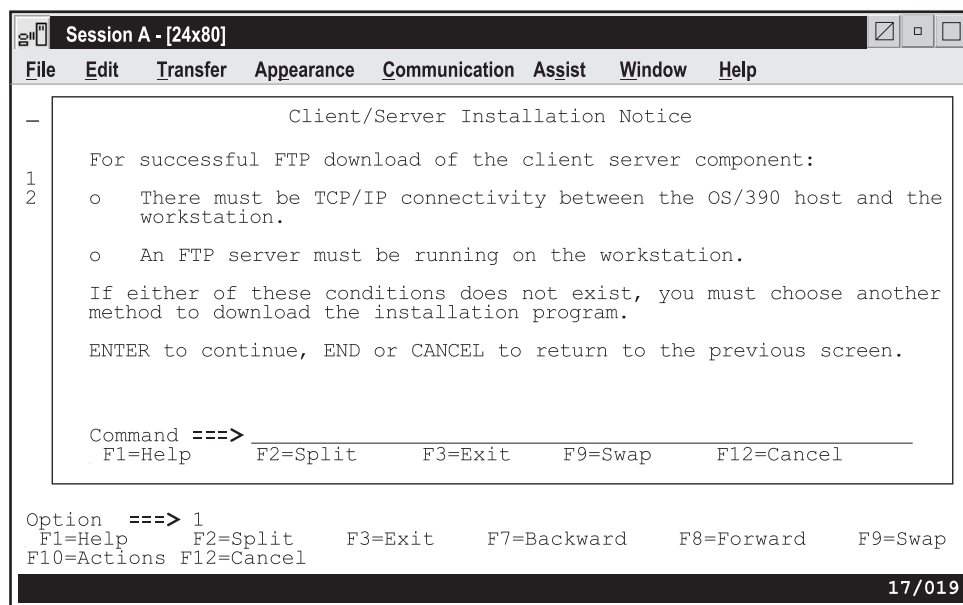 Session A - [24x80]
File Edit Transfer Appearance Communication Assist Window Help
Client/Server Installation Notice
For successful FTP download of the client server component:
1
2 o There must be TCP/IP connectivity between the OS/390 host and the
workstation.
o An FTP server must be running on the workstation.
If either of these conditions does not exist, you must choose another
method to download the installation program.
ENTER to continue, END or CANCEL to return to the previous screen.
Command ===>
F1=Help F2=Split F3=Exit F9=Swap F12=Cancel
Option ===> 1
F1=Help F2=Split F3=Exit F7=Backward F8=Forward F9=Swap
F10=Actions F12=Cancel
17/019